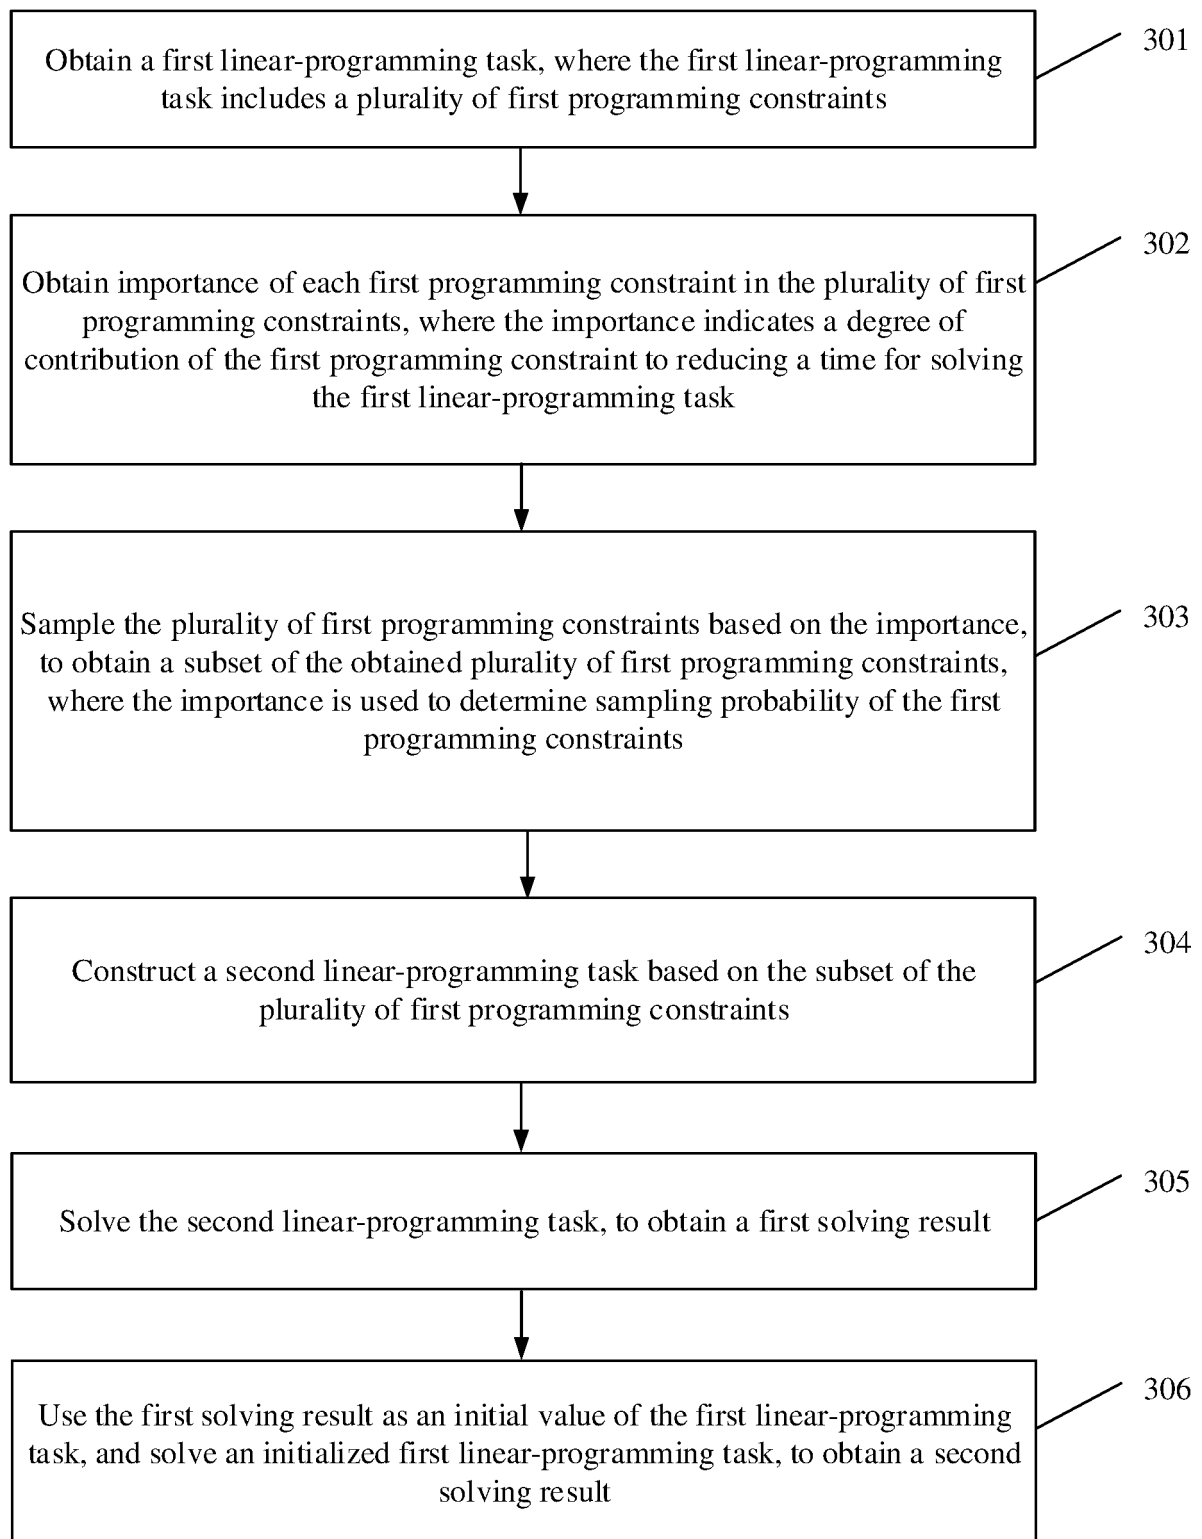 Obtain a first linear-programming task, where the first linear-programming
task includes a plurality of first programming constraints
301
Obtain importance of each first programming constraint in the plurality of first
programming constraints, where the importance indicates a degree of
contribution of the first programming constraint to reducing a time for solving
the first linear-programming task
302
Sample the plurality of first programming constraints based on the importance,
to obtain a subset of the obtained plurality of first programming constraints,
where the importance is used to determine sampling probability of the first
programming constraints
303
Construct a second linear-programming task based on the subset of the
plurality of first programming constraints
304
Solve the second linear-programming task, to obtain a first solving result
305
Use the first solving result as an initial value of the first linear-programming
task, and solve an initialized first linear-programming task, to obtain a second
solving result
306